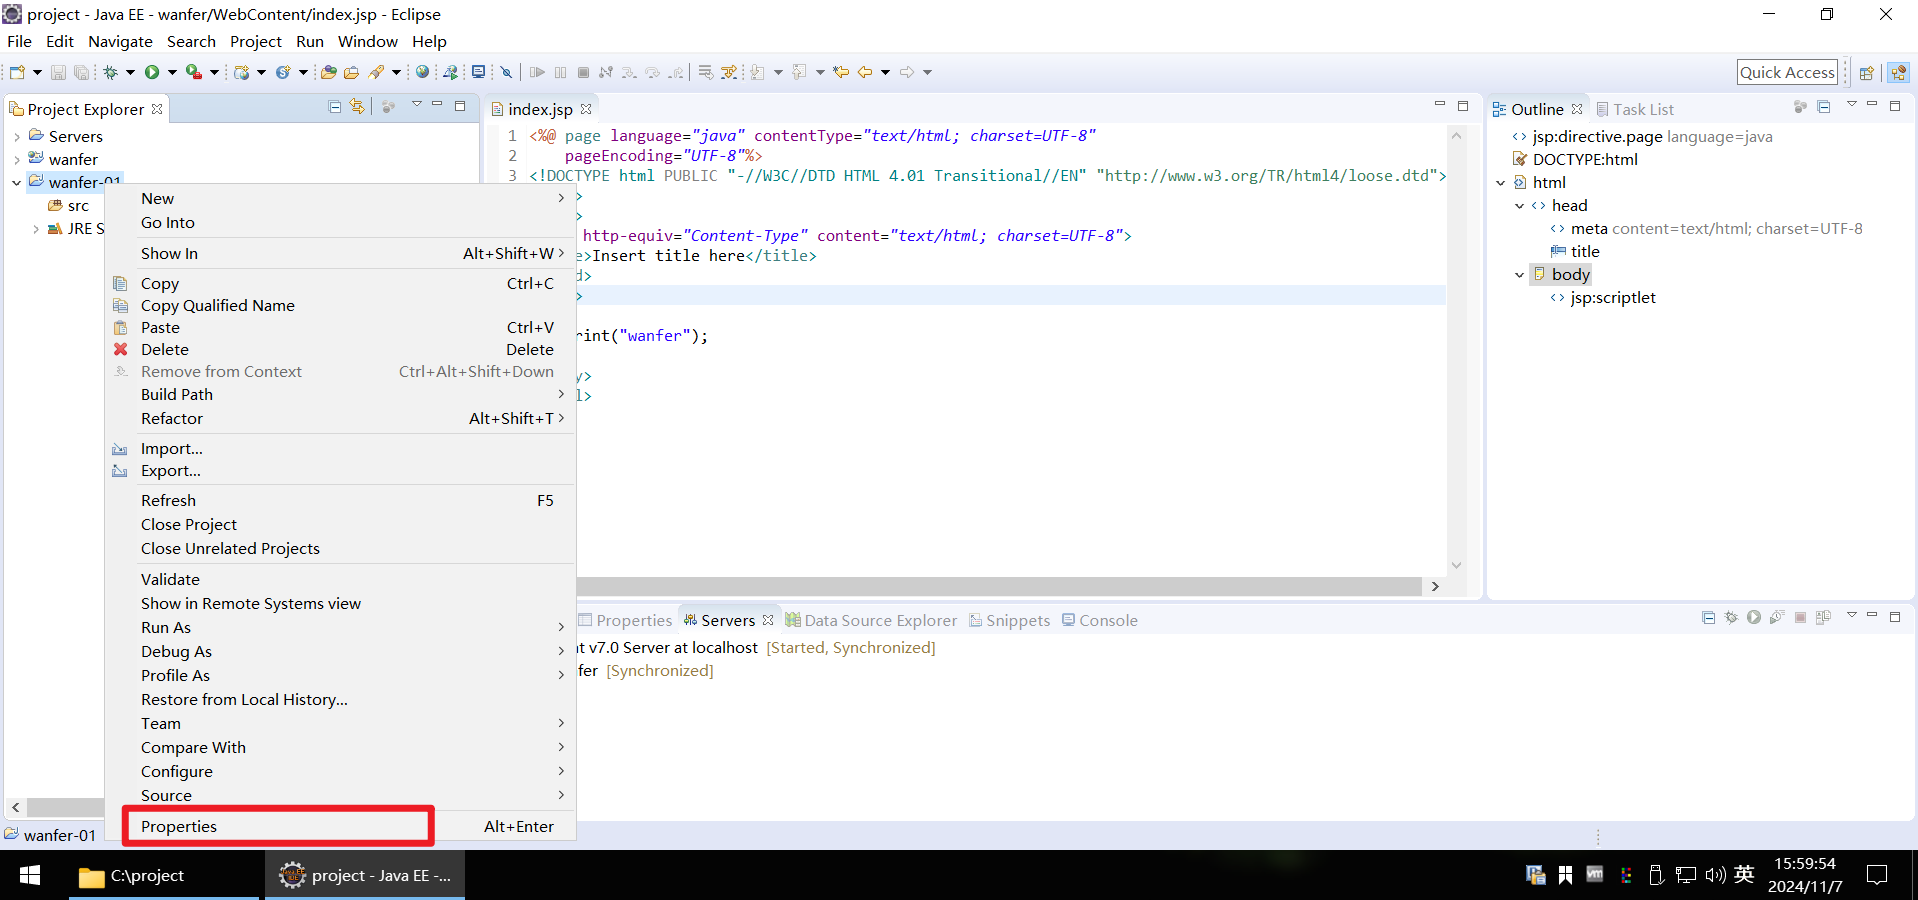 project - Java EE - wanfer/WebContent/index.jsp - Eclipse
File Edit Navigate Search Project Run Window Help
Quick Access
Project Explorer
Servers
wanfer
wanfer-01
src
JRE S
New
Go Into
Show In Alt+Shift+W
Copy Ctrl+C
Copy Qualified Name
Paste Ctrl+V
Delete Delete
Remove from Context Ctrl+Alt+Shift+Down
Build Path
Refactor Alt+Shift+T
Import...
Export...
Refresh F5
Close Project
Close Unrelated Projects
Validate
Show in Remote Systems view
Run As
Debug As
Profile As
Restore from Local History...
Team
Compare With
Configure
Source
Properties Alt+Enter
index.jsp
1 <%@ page language="java" contentType="text/html; charset=UTF-8"
2 pageEncoding="UTF-8"%>
3 <!DOCTYPE html PUBLIC "-//W3C//DTD HTML 4.01 Transitional//EN" "http://www.w3.org/TR/html4/loose.dtd">
>
>
http-equiv="Content-Type" content="text/html; charset=UTF-8">
e>Insert title here</title>
d>
>
rint("wanfer");
y>
l>
Outline Task List
jsp:directive.page language=java
DOCTYPE:html
html
head
meta content=text/html; charset=UTF-8
title
body
jsp:scriptlet
Properties Servers Data Source Explorer Snippets Console
t v7.0 Server at localhost [Started, Synchronized]
fer [Synchronized]
wanfer-01
C:\project
project - Java EE -...
vm
英
15:59:54
2024/11/7